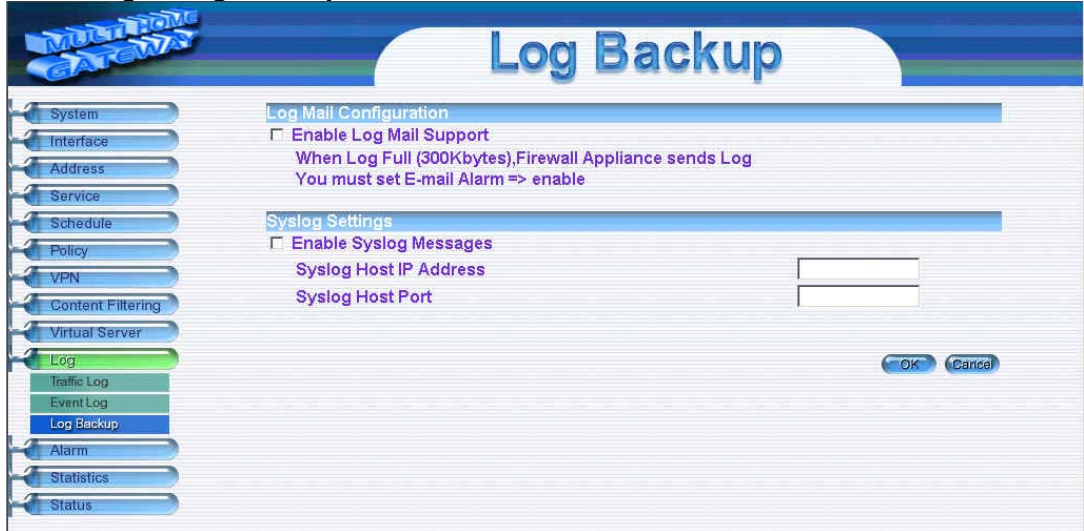 MULTI HOME
GATEWAY
Log Backup
System
Interface
Address
Service
Schedule
Policy
VPN
Content Filtering
Virtual Server
Log
Traffic Log
Event Log
Log Backup
Alarm
Statistics
Status
Log Mail Configuration
Enable Log Mail Support
When Log Full (300Kbytes),Firewall Appliance sends Log
You must set E-mail Alarm => enable
Syslog Settings
Enable Syslog Messages
Syslog Host IP Address
Syslog Host Port
OK Cancel